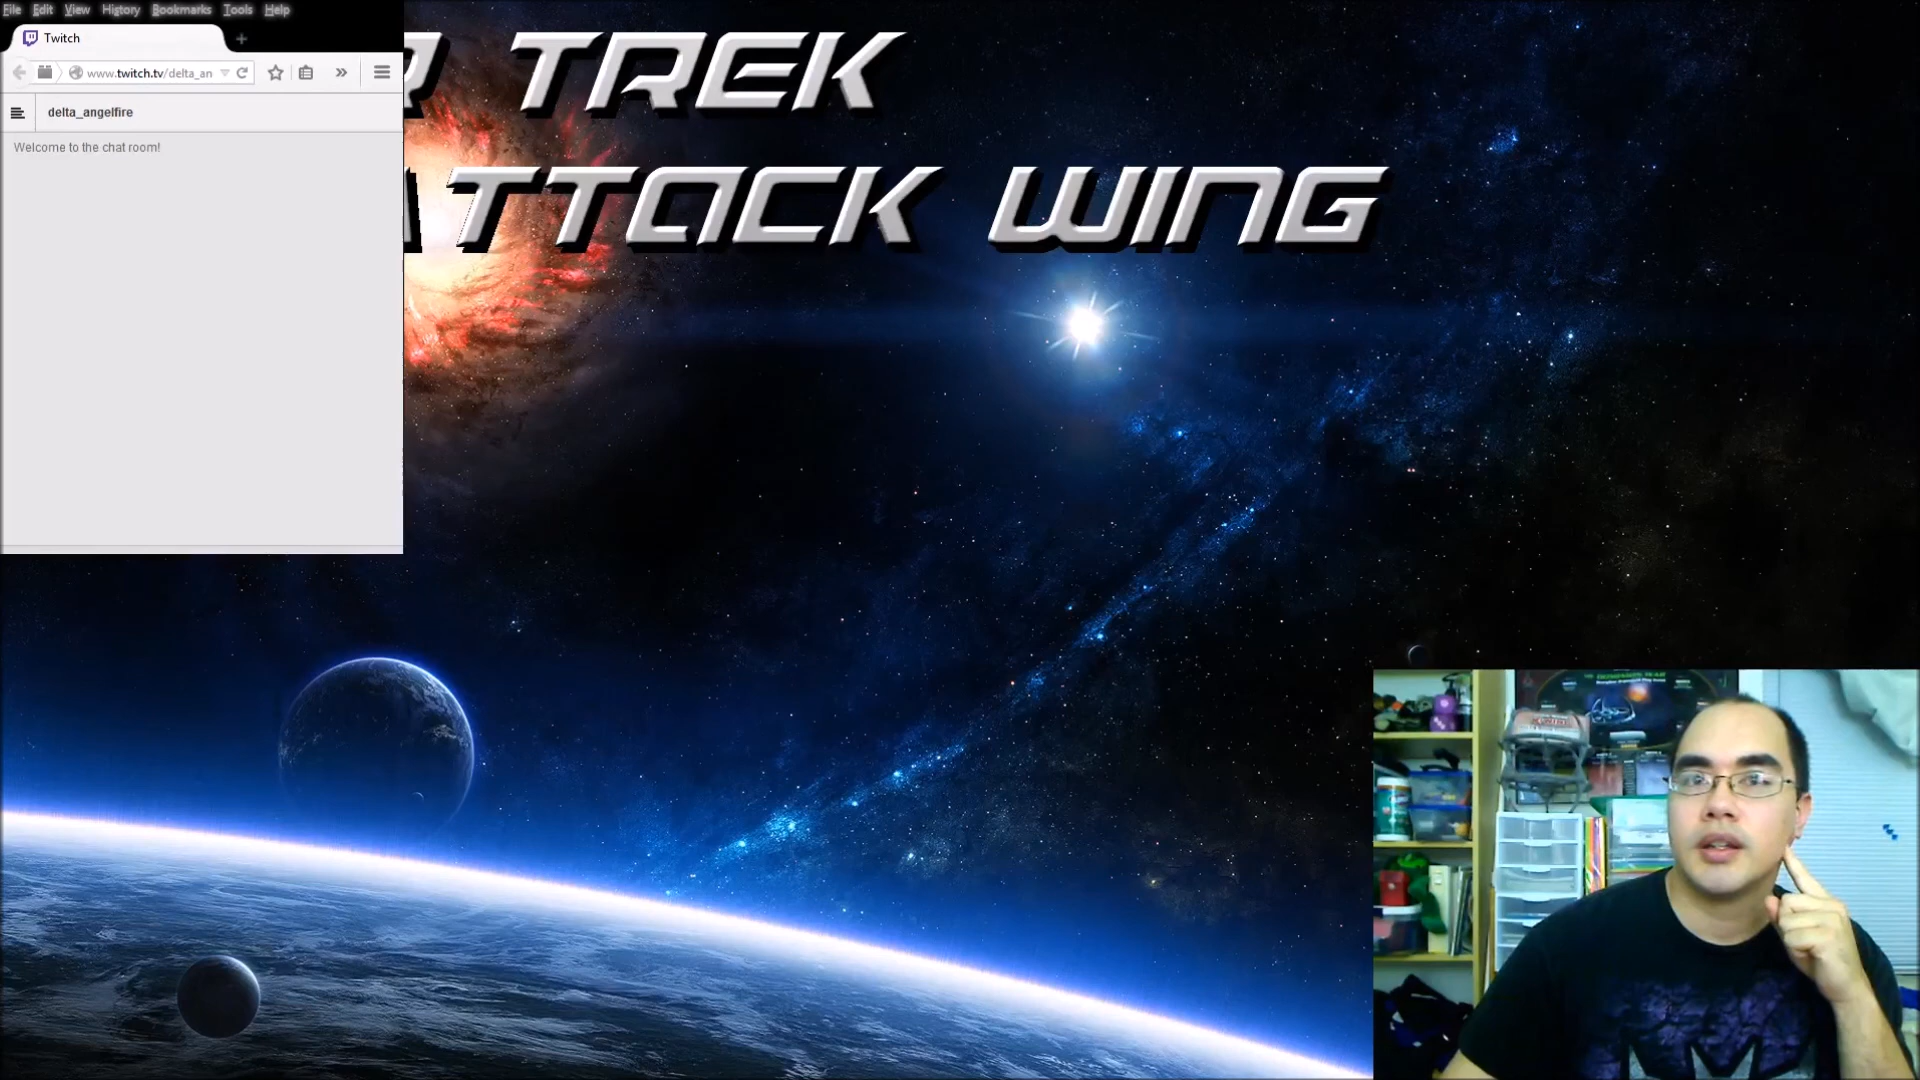 File Edit View History Bookmarks Tools Help
Twitch
www.twitch.tv/delta_an
delta_angelfire
Welcome to the chat room!
R TREK
ATTACK WING